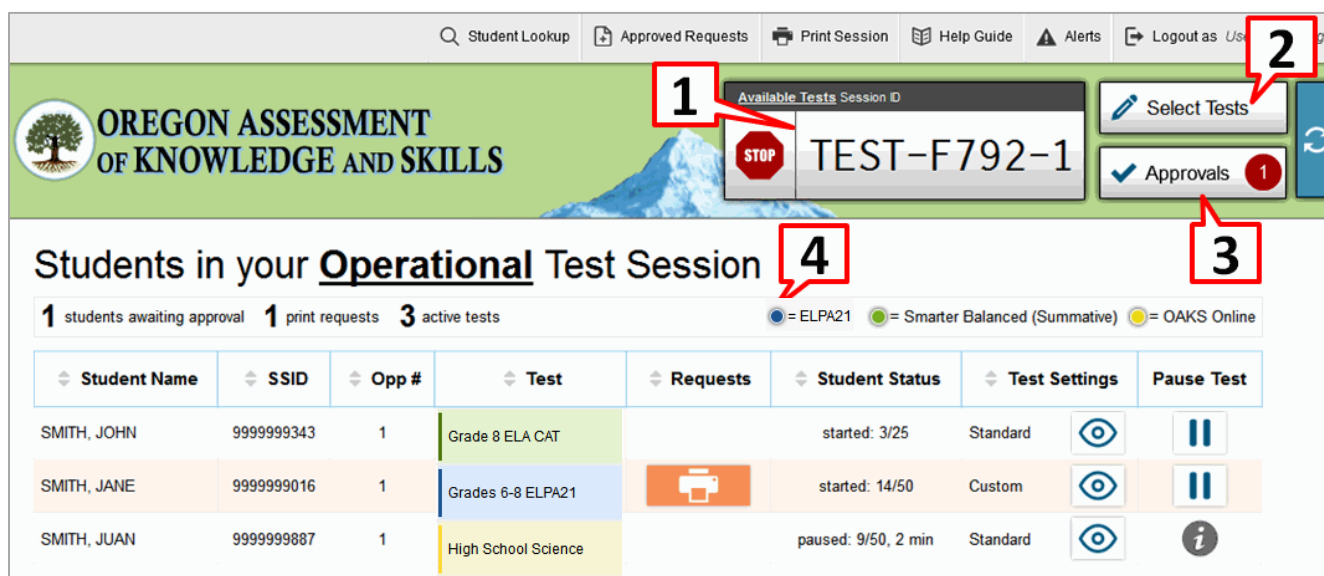 Student Lookup Approved Requests Print Session Help Guide Alerts Logout as
2
1
Available Tests Session ID
Select Tests
OREGON ASSESSMENT
OF KNOWLEDGE AND SKILLS
STOP
TEST-F792-1
Approvals 1
3
4
Students in your Operational Test Session
1 students awaiting approval 1 print requests 3 active tests = ELPA21 = Smarter Balanced (Summative) = OAKS Online
Student Name SSID Opp # Test Requests Student Status Test Settings Pause Test
SMITH, JOHN 9999999343 1 Grade 8 ELA CAT started: 3/25 Standard
SMITH, JANE 9999999016 1 Grades 6-8 ELPA21 started: 14/50 Custom
SMITH, JUAN 9999999887 1 High School Science paused: 9/50, 2 min Standard i